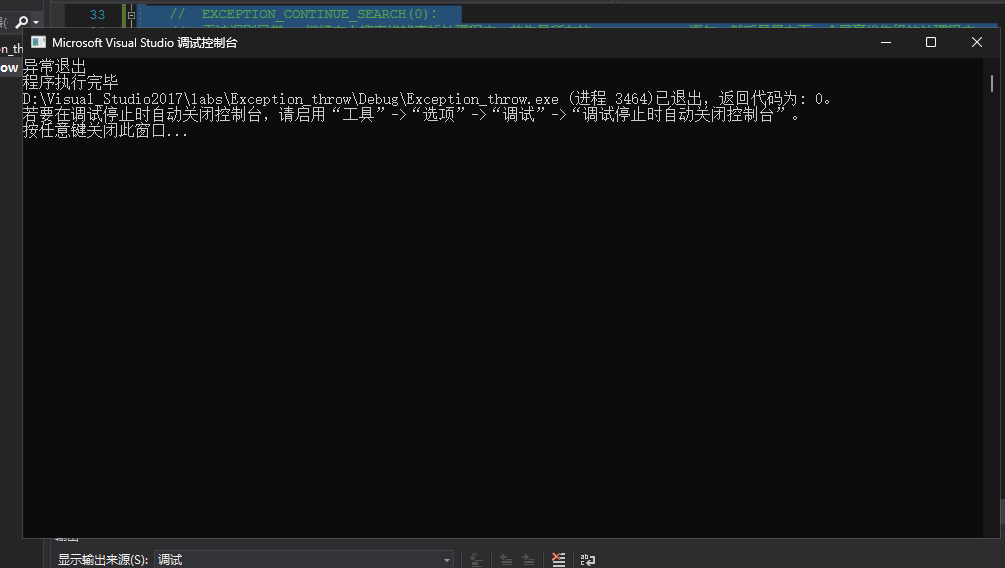 33 // EXCEPTION_CONTINUE_SEARCH(0):
Microsoft Visual Studio 调试控制台
异常退出
程序执行完毕
D:\Visual_Studio2017\labs\Exception_throw\Debug\Exception_throw.exe (进程 3464)已退出，返回代码为: 0。
若要在调试停止时自动关闭控制台，请启用“工具”->“选项”->“调试”->“调试停止时自动关闭控制台”。
按任意键关闭此窗口...
显示输出来源(S): 调试